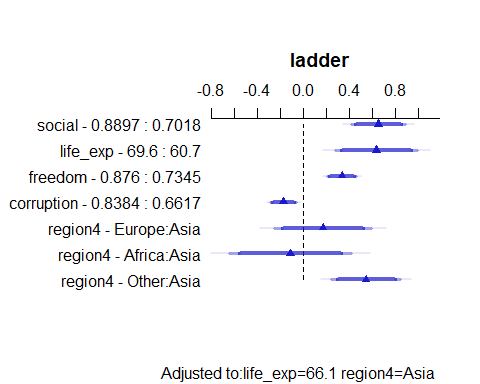 ladder
-0.8 -0.4 0.0 0.4 0.8
social - 0.8897 : 0.7018
life_exp - 69.6 : 60.7
freedom - 0.876 : 0.7345
corruption - 0.8384 : 0.6617
region4 - Europe:Asia
region4 - Africa:Asia
region4 - Other:Asia
Adjusted to:life_exp=66.1 region4=Asia